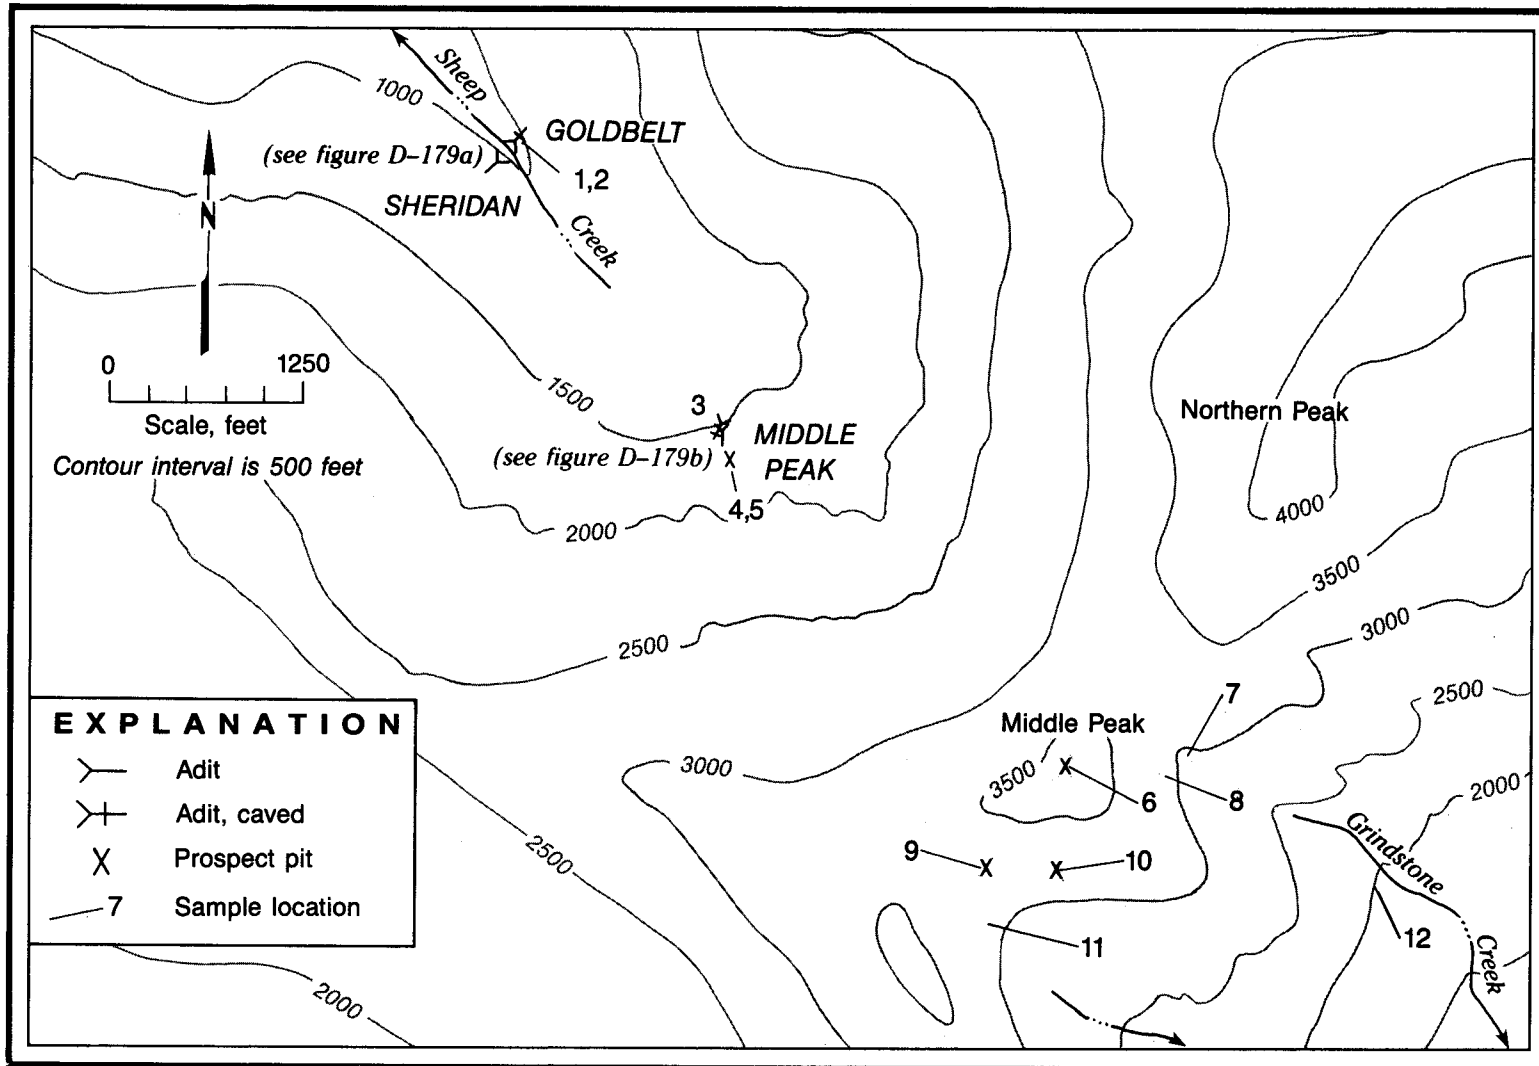 Sheep
1000
GOLDBELT
(see figure D-179a)
1,2
SHERIDAN
N
Creek
0 1250
Scale, feet
Contour interval is 500 feet
1500
3
MIDDLE
PEAK
(see figure D-179b)
4,5
2000
Northern Peak
4000
3500
3000
2500
2500
7
Middle Peak
3000
3500
6
8
2000
Grindstone
9
10
2500
12
11
Creek
2000
EXPLANATION
Adit
Adit, caved
Prospect pit
7 Sample location